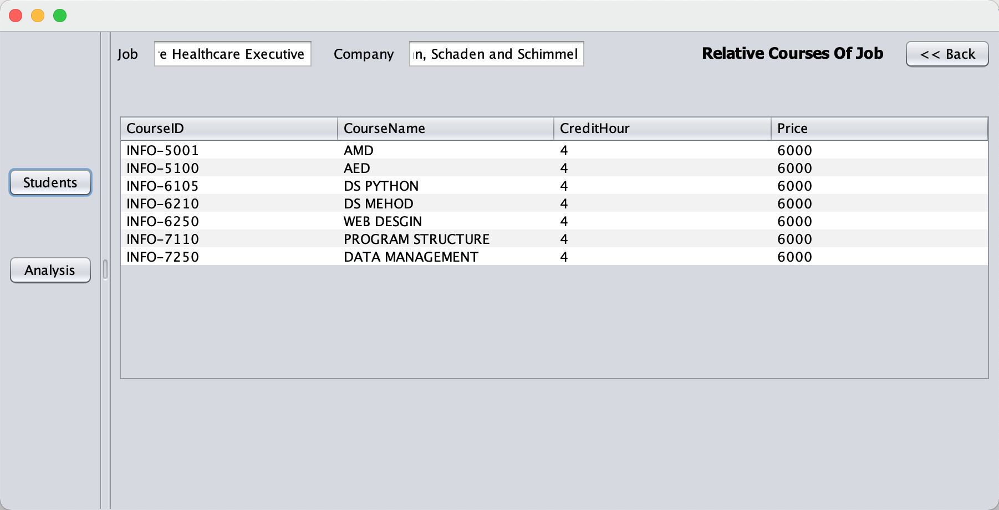 Job Healthcare Executive Company Schaden and Schimmel Relative Courses Of Job << Back
CourseID CourseName CreditHour Price
INFO-5001 AMD 4 6000
INFO-5100 AED 4 6000
INFO-6105 DS PYTHON 4 6000
INFO-6210 DS MEHOD 4 6000
INFO-6250 WEB DESGIN 4 6000
INFO-7110 PROGRAM STRUCTURE 4 6000
INFO-7250 DATA MANAGEMENT 4 6000
Students
Analysis